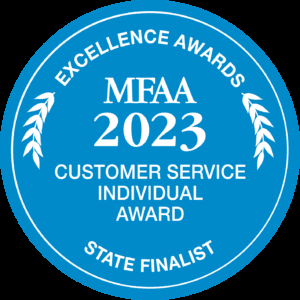 EXCELLENCE AWARDS
MFAA
2023
CUSTOMER SERVICE
INDIVIDUAL
AWARD
STATE FINALIST